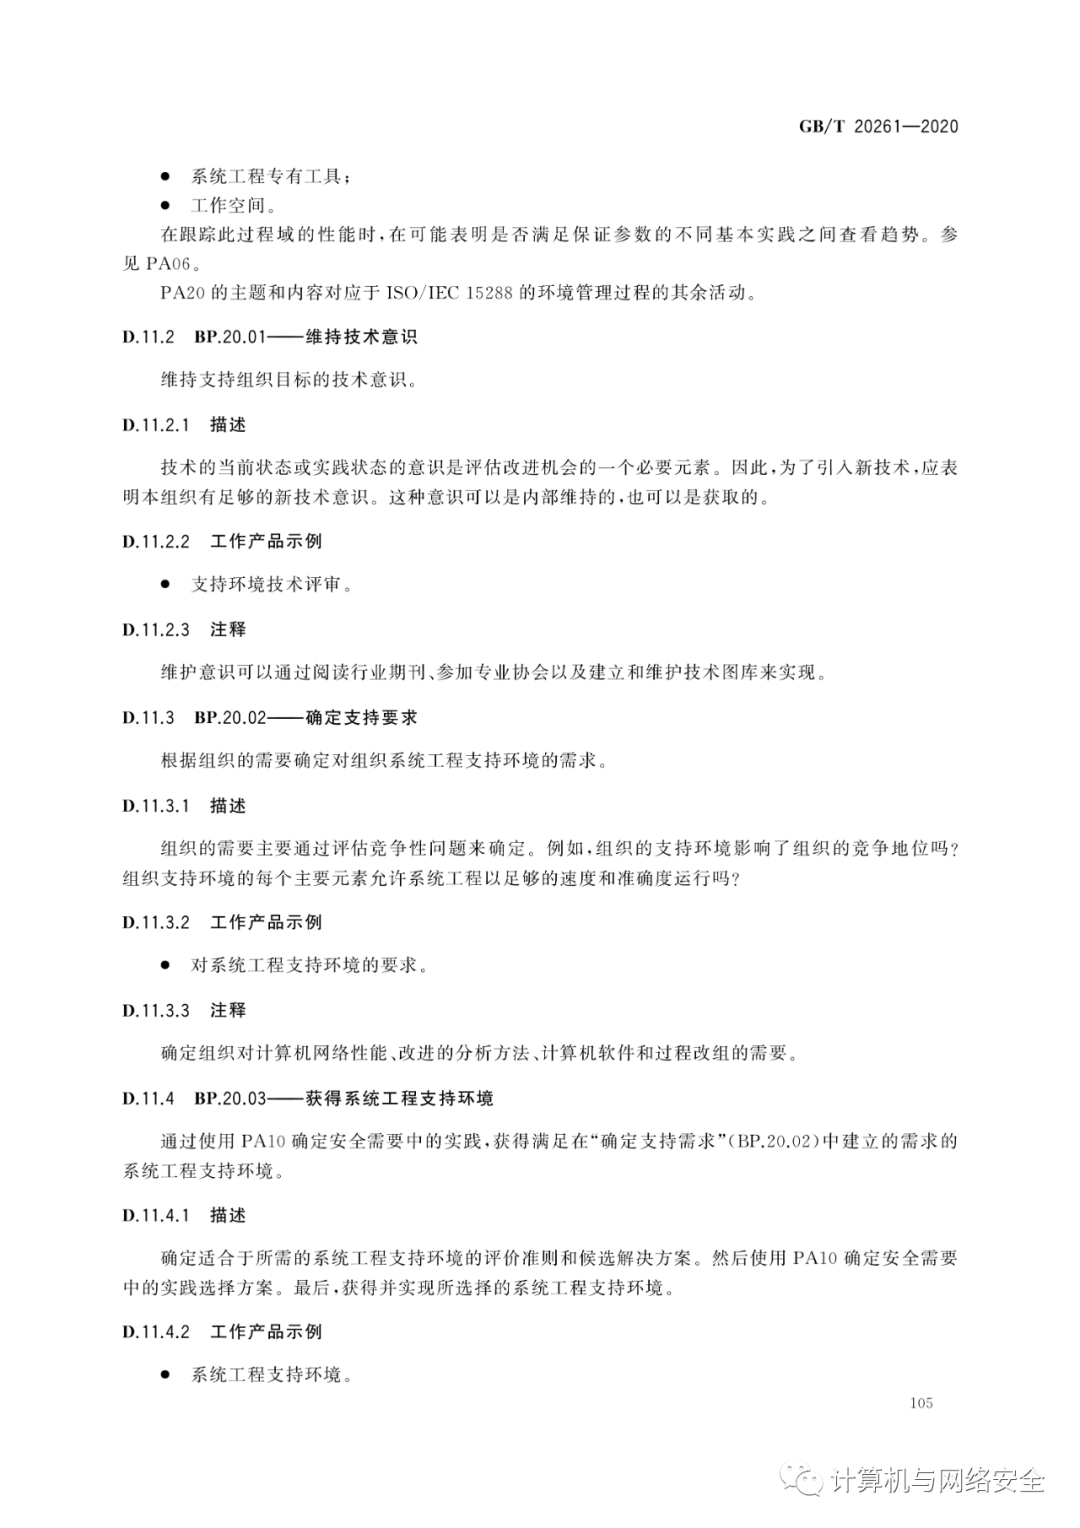 GB/T 20261—2020
● 系统工程专有工具；
● 工作空间。
在跟踪此过程域的性能时，在可能表明是否满足保证参数的不同基本实践之间查看趋势。参
见 PA06。
PA20 的主题和内容对应于 ISO/IEC 15288 的环境管理过程的其余活动。
D.11.2 BP.20.01——维持技术意识
维持支持组织目标的技术意识。
D.11.2.1 描述
技术的当前状态或实践状态的意识是评估改进机会的一个必要元素。因此，为了引入新技术，应表
明本组织有足够的新技术意识。这种意识可以是内部维持的，也可以是获取的。
D.11.2.2 工作产品示例
● 支持环境技术评审。
D.11.2.3 注释
维护意识可以通过阅读行业期刊、参加专业协会以及建立和维护技术图库来实现。
D.11.3 BP.20.02——确定支持要求
根据组织的需要确定对组织系统工程支持环境的需求。
D.11.3.1 描述
组织的需要主要通过评估竞争性问题来确定。例如，组织的支持环境影响了组织的竞争地位吗？
组织支持环境的每个主要元素允许系统工程以足够的速度和准确度运行吗？
D.11.3.2 工作产品示例
● 对系统工程支持环境的要求。
D.11.3.3 注释
确定组织对计算机网络性能、改进的分析方法、计算机软件和过程改组的需要。
D.11.4 BP.20.03——获得系统工程支持环境
通过使用 PA10 确定安全需要中的实践，获得满足在“确定支持需求”（BP.20.02）中建立的需求的
系统工程支持环境。
D.11.4.1 描述
确定适合于所需的系统工程支持环境的评价准则和候选解决方案。然后使用 PA10 确定安全需要
中的实践选择方案。最后，获得并实现所选择的系统工程支持环境。
D.11.4.2 工作产品示例
● 系统工程支持环境。
105
计算机与网络安全